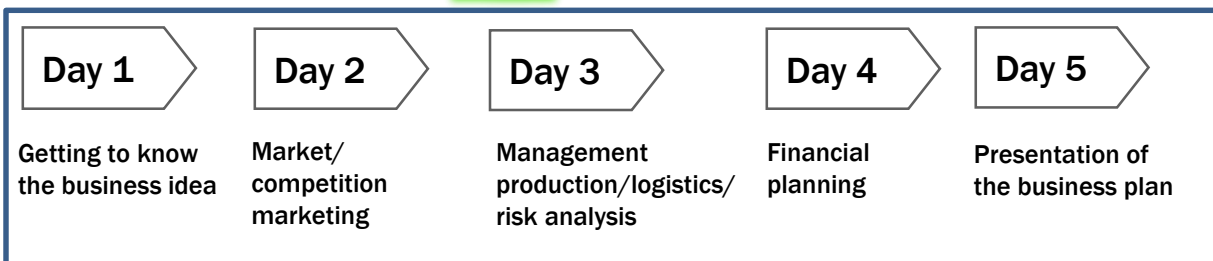 Day 1
Day 2
Day 3
Day 4
Day 5
Getting to know
the business idea
Market/
competition
marketing
Management
production/logistics/
risk analysis
Financial
planning
Presentation of
the business plan